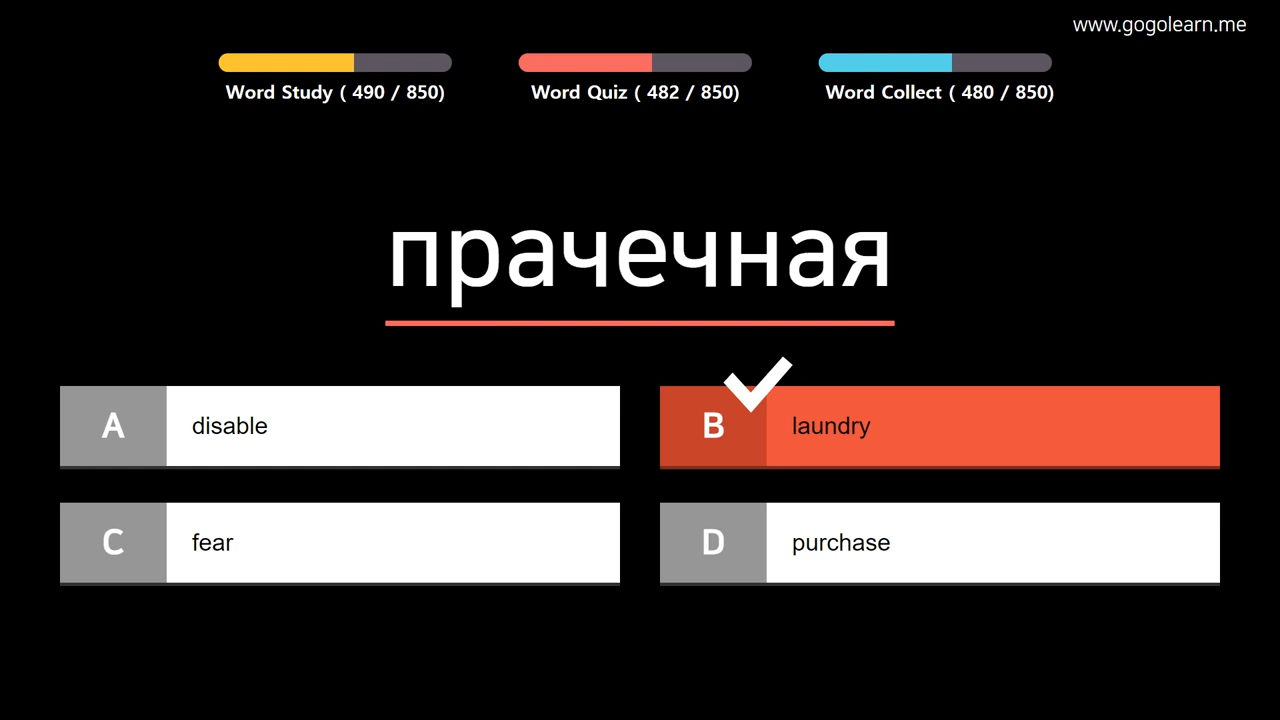 www.gogolearn.me
Word Study ( 490 / 850)
Word Quiz ( 482 / 850)
Word Collect ( 480 / 850)
прачечная
A disable
B laundry
C fear
D purchase